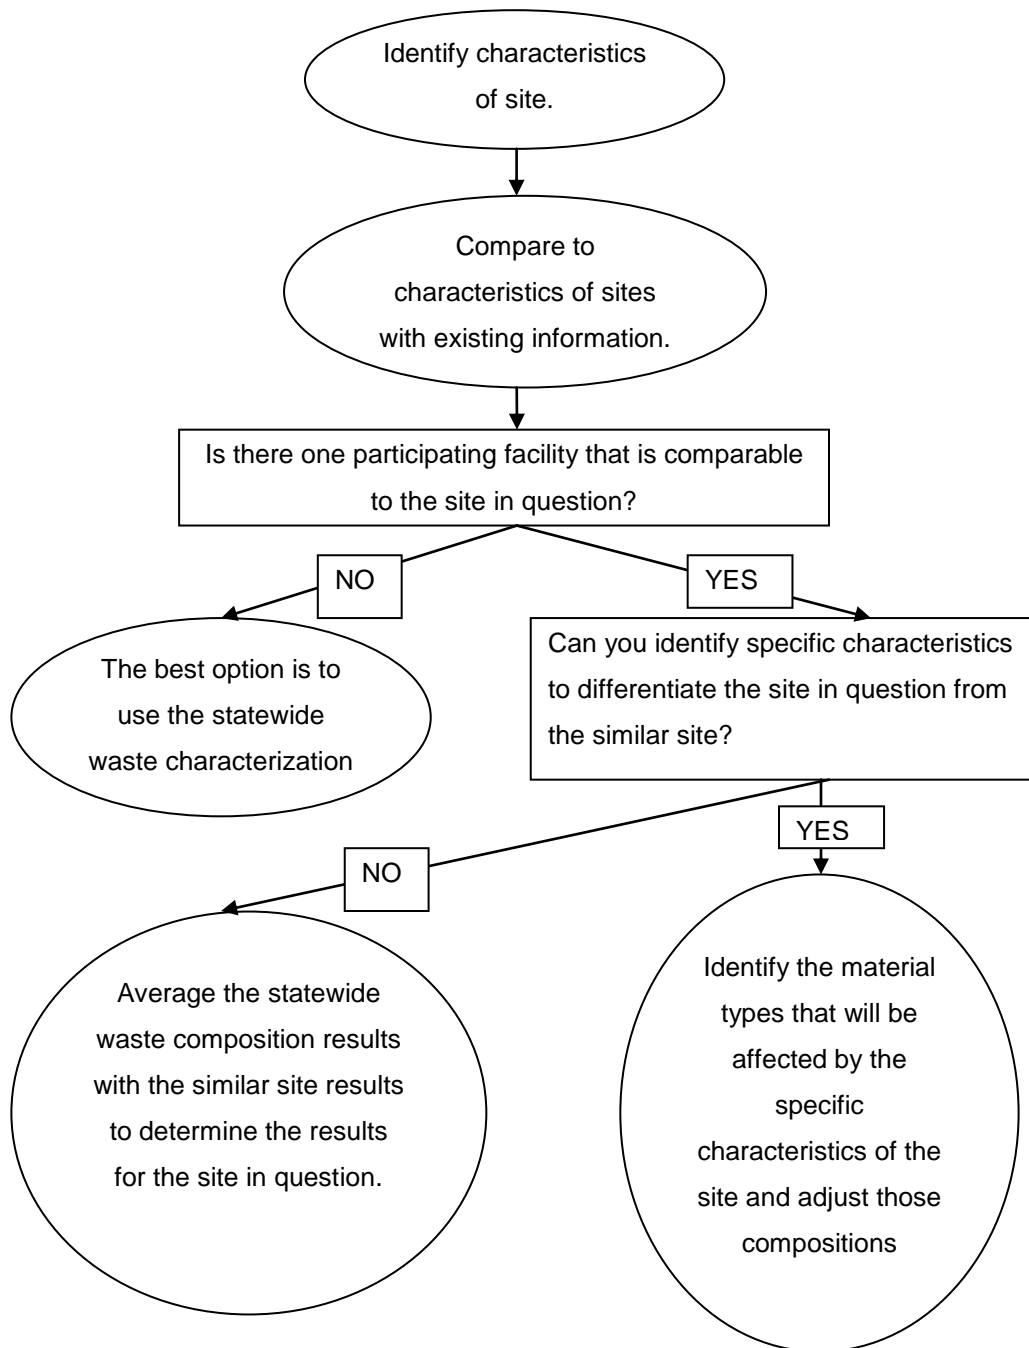 Identify characteristics
of site.
Compare to
characteristics of sites
with existing information.
Is there one participating facility that is comparable
to the site in question?
NO
YES
The best option is to
use the statewide
waste characterization
Can you identify specific characteristics
to differentiate the site in question from
the similar site?
NO
YES
Average the statewide
waste composition results
with the similar site results
to determine the results
for the site in question.
Identify the material
types that will be
affected by the
specific
characteristics of the
site and adjust those
compositions